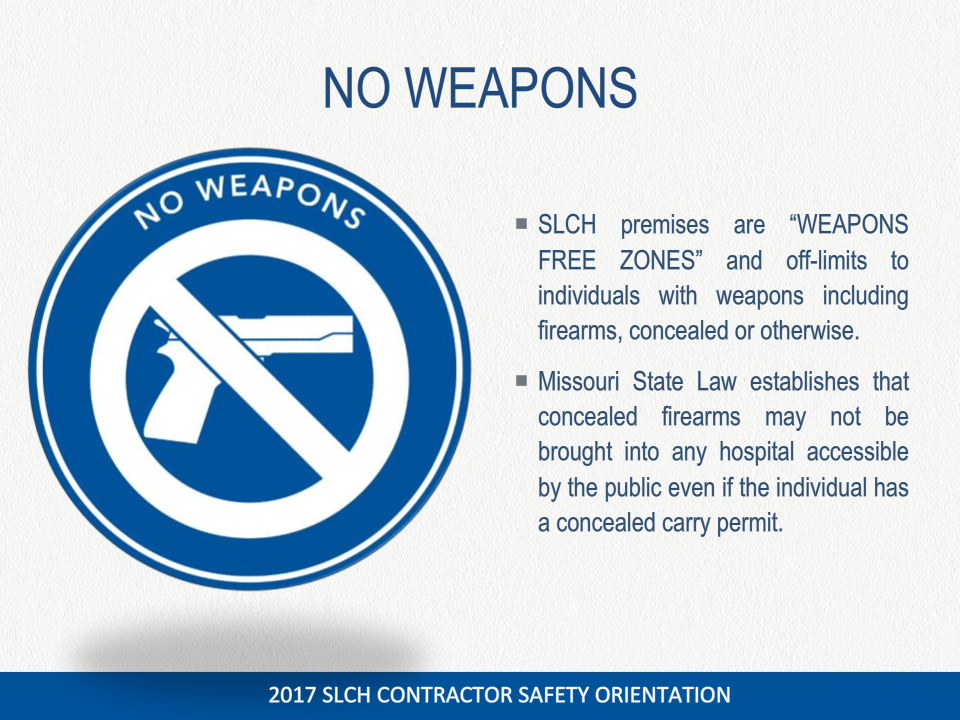 NO WEAPONS
NO WEAPONS
▪ SLCH premises are “WEAPONS
FREE ZONES” and off-limits to
individuals with weapons including
firearms, concealed or otherwise.
▪ Missouri State Law establishes that
concealed firearms may not be
brought into any hospital accessible
by the public even if the individual has
a concealed carry permit.
2017 SLCH CONTRACTOR SAFETY ORIENTATION